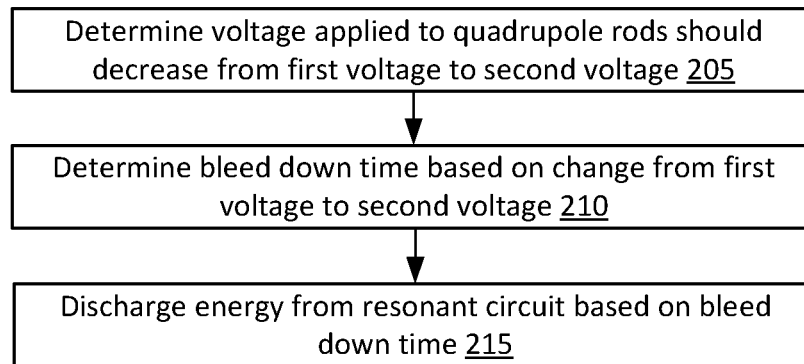 Determine voltage applied to quadrupole rods should
decrease from first voltage to second voltage 205
Determine bleed down time based on change from first
voltage to second voltage 210
Discharge energy from resonant circuit based on bleed
down time 215